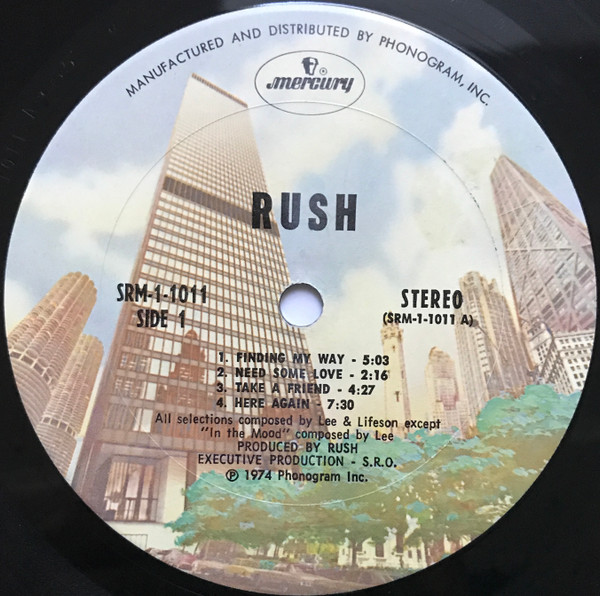 MANUFACTURED AND DISTRIBUTED BY PHONOGRAM, INC.
mercury
RUSH
SRM-1-1011
SIDE 1
STEREO
(SRM-1-1011 A)
1. FINDING MY WAY - 5:03
2. NEED SOME LOVE - 2:16
3. TAKE A FRIEND - 4:27
4. HERE AGAIN - 7:30
All selections composed by Lee & Lifeson except
"In the Mood" composed by Lee
PRODUCED BY RUSH
EXECUTIVE PRODUCTION - S.R.O.
℗ 1974 Phonogram Inc.